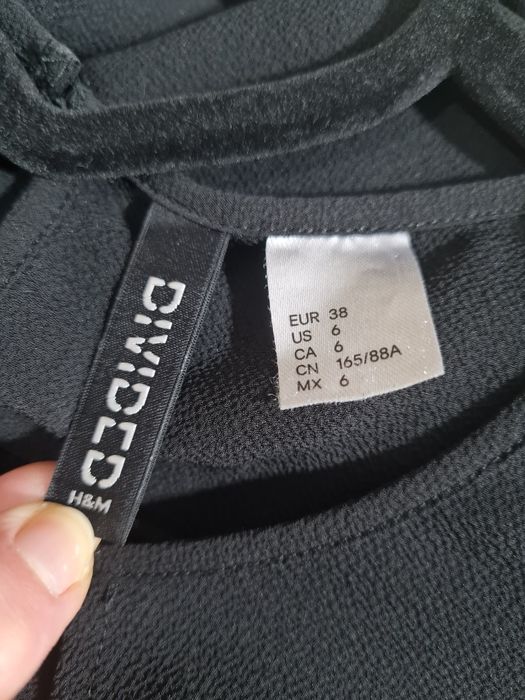 DIVIDED
H&M
EUR 38
US 6
CA 6
CN 165/88A
MX 6